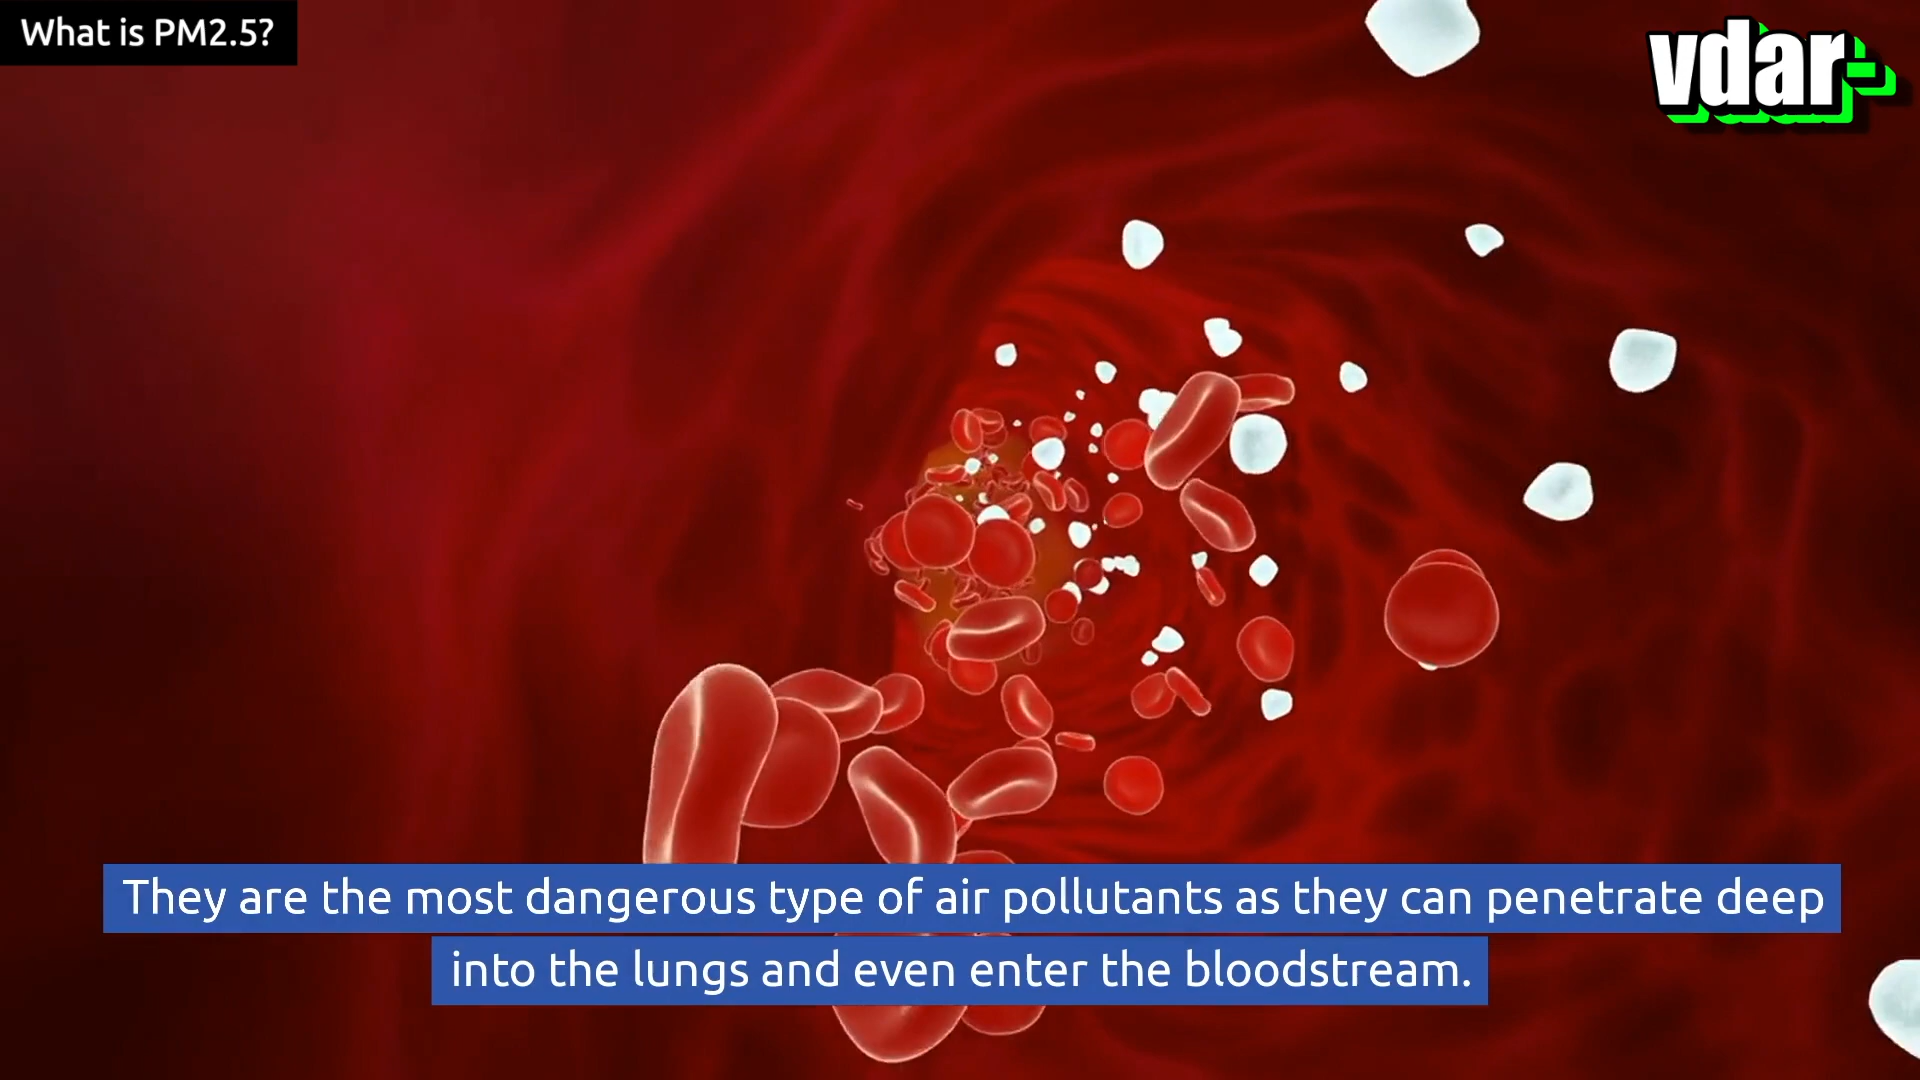 What is PM2.5?
vdar-
They are the most dangerous type of air pollutants as they can penetrate deep
into the lungs and even enter the bloodstream.